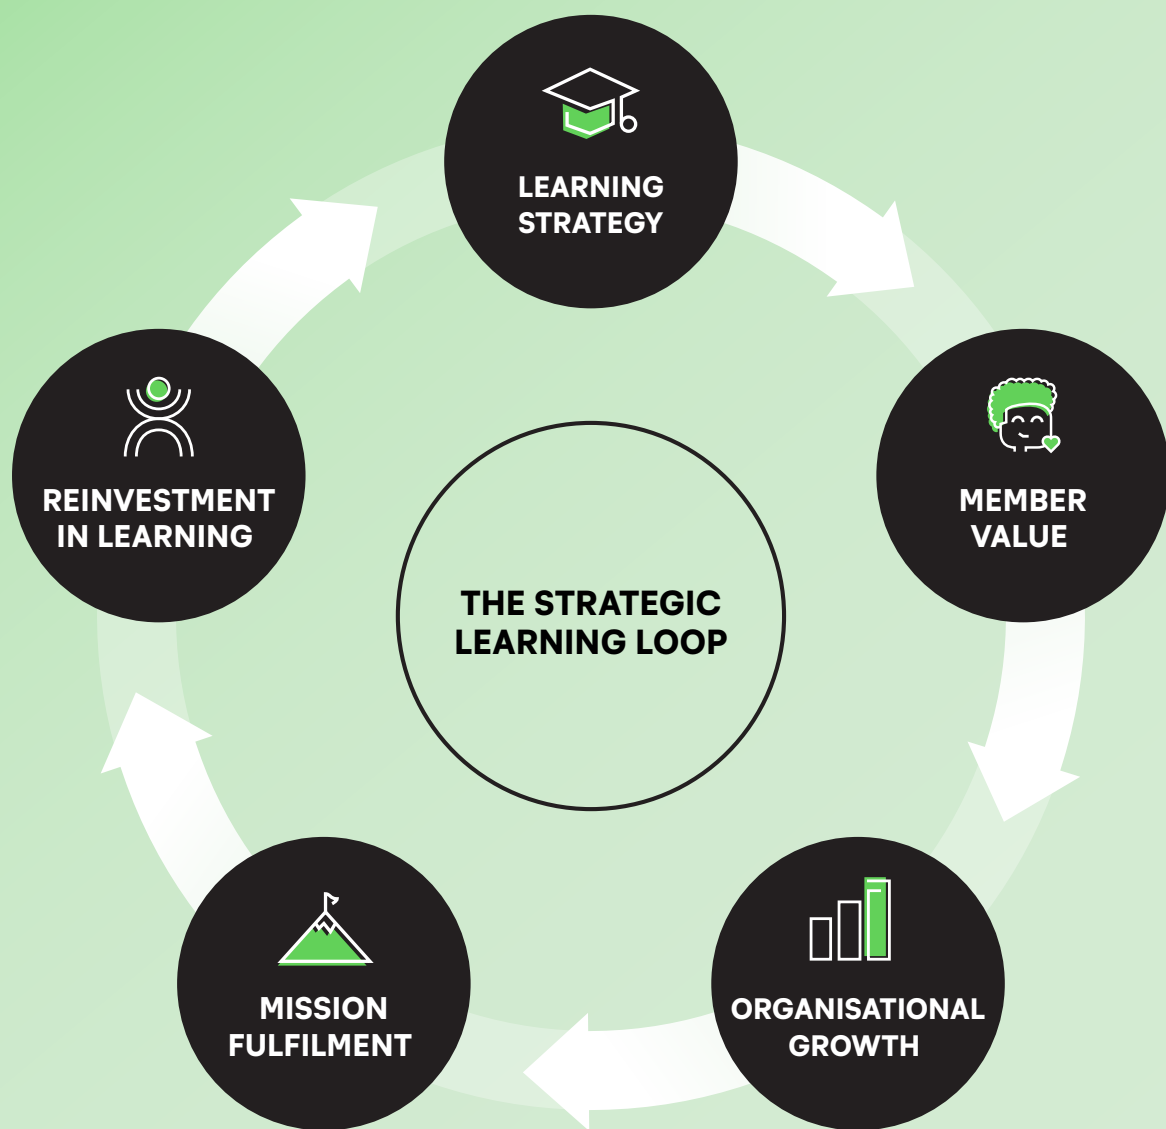 LEARNING
STRATEGY
MEMBER
VALUE
ORGANISATIONAL
GROWTH
MISSION
FULFILMENT
REINVESTMENT
IN LEARNING
THE STRATEGIC
LEARNING LOOP